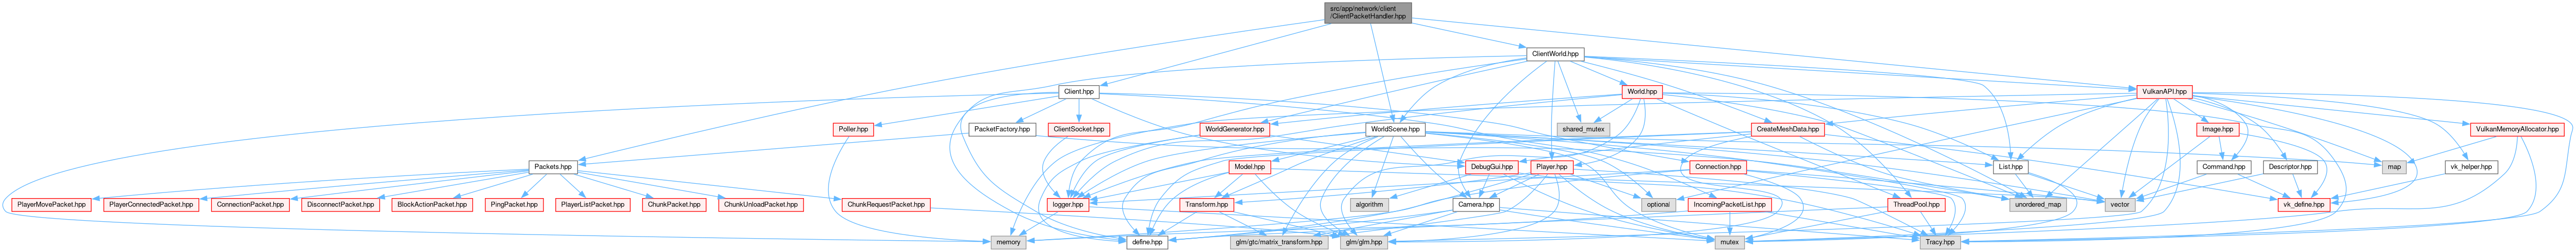 src/app/network/client
/ClientPacketHandler.hpp
ClientWorld.hpp
Client.hpp
World.hpp
VulkanAPI.hpp
Poller.hpp
PacketFactory.hpp
ClientSocket.hpp
WorldGenerator.hpp
WorldScene.hpp
shared_mutex
CreateMeshData.hpp
Image.hpp
VulkanMemoryAllocator.hpp
Packets.hpp
Model.hpp
DebugGui.hpp
Player.hpp
Connection.hpp
List.hpp
map
Command.hpp
Descriptor.hpp
vk_helper.hpp
PlayerMovePacket.hpp
PlayerConnectedPacket.hpp
ConnectionPacket.hpp
DisconnectPacket.hpp
BlockActionPacket.hpp
PingPacket.hpp
PlayerListPacket.hpp
ChunkPacket.hpp
ChunkUnloadPacket.hpp
ChunkRequestPacket.hpp
logger.hpp
Transform.hpp
algorithm
Camera.hpp
optional
IncomingPacketList.hpp
ThreadPool.hpp
unordered_map
vector
vk_define.hpp
memory
define.hpp
glm/gtc/matrix_transform.hpp
glm/glm.hpp
mutex
Tracy.hpp